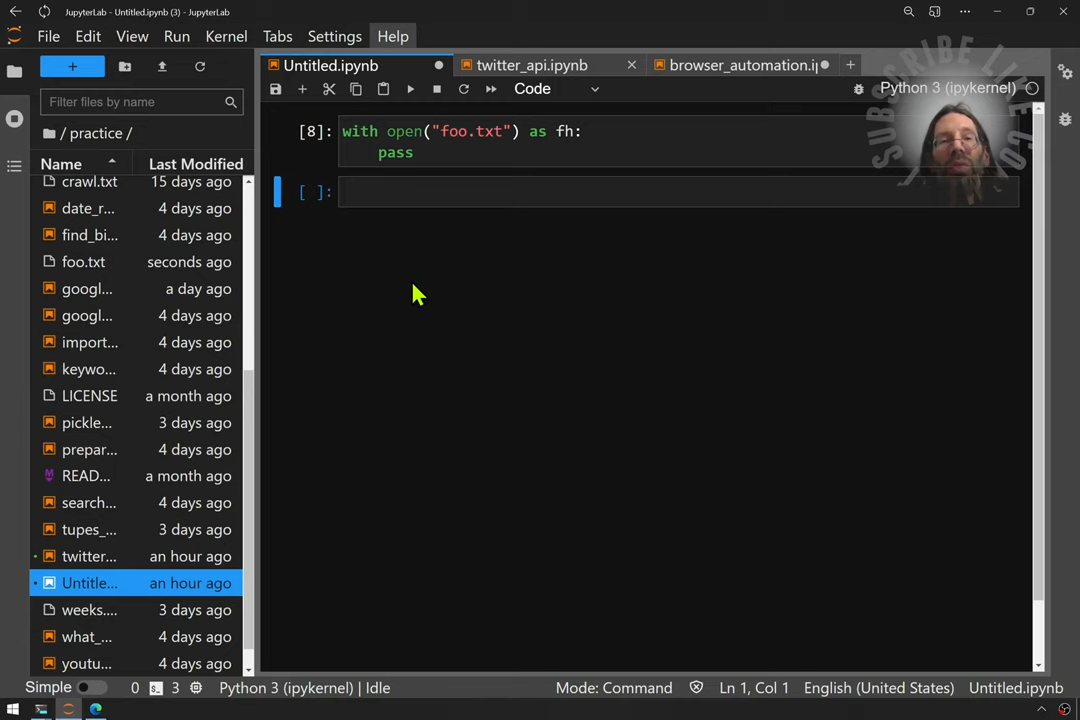 JupyterLab - Untitled.ipynb (3) - JupyterLab
File Edit View Run Kernel Tabs Settings Help
Filter files by name
/ practice /
Name Last Modified
crawl.txt 15 days ago
date_r... 4 days ago
find_bi... 4 days ago
foo.txt seconds ago
googl... a day ago
googl... 4 days ago
import... 4 days ago
keywo... 4 days ago
LICENSE a month ago
pickle... 3 days ago
prepar... 4 days ago
READ... a month ago
search... 4 days ago
tupes_... 3 days ago
twitter... an hour ago
Untitle... an hour ago
weeks.... 3 days ago
what_... 4 days ago
youtu... 4 days ago
Untitled.ipynb twitter_api.ipynb browser_automation.ip
Code Python 3 (ipykernel)
[8]: with open("foo.txt") as fh:
pass
[ ]:
SUBSCRIBE LIKE
Simple 0 3 Python 3 (ipykernel) | Idle Mode: Command Ln 1, Col 1 English (United States) Untitled.ipynb